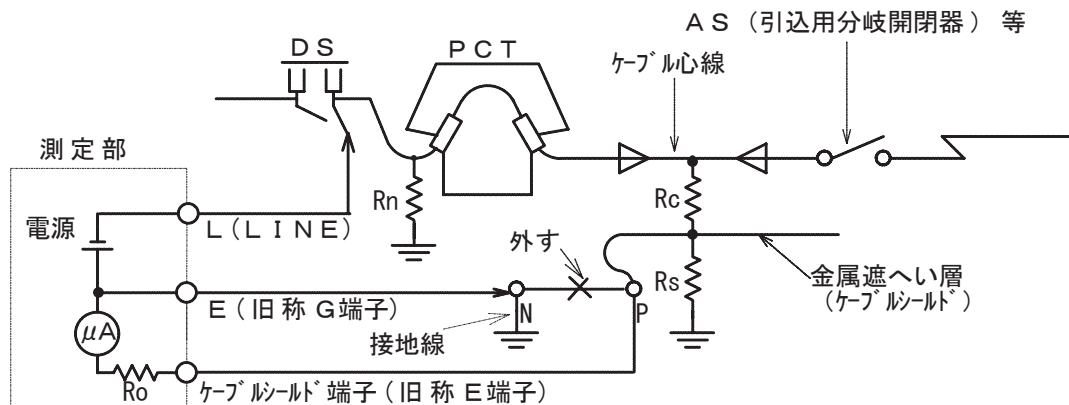 AS（引込用分岐開閉器）等
DS
PCT
ケーブル心線
測定部
Rn
Rc
電源
L(LINE)
外す
金属遮へい層
(ケーブルシールド)
Rs
E(旧称G端子)
N
P
μA
接地線
Ro
ケーブルシールド端子(旧称E端子)